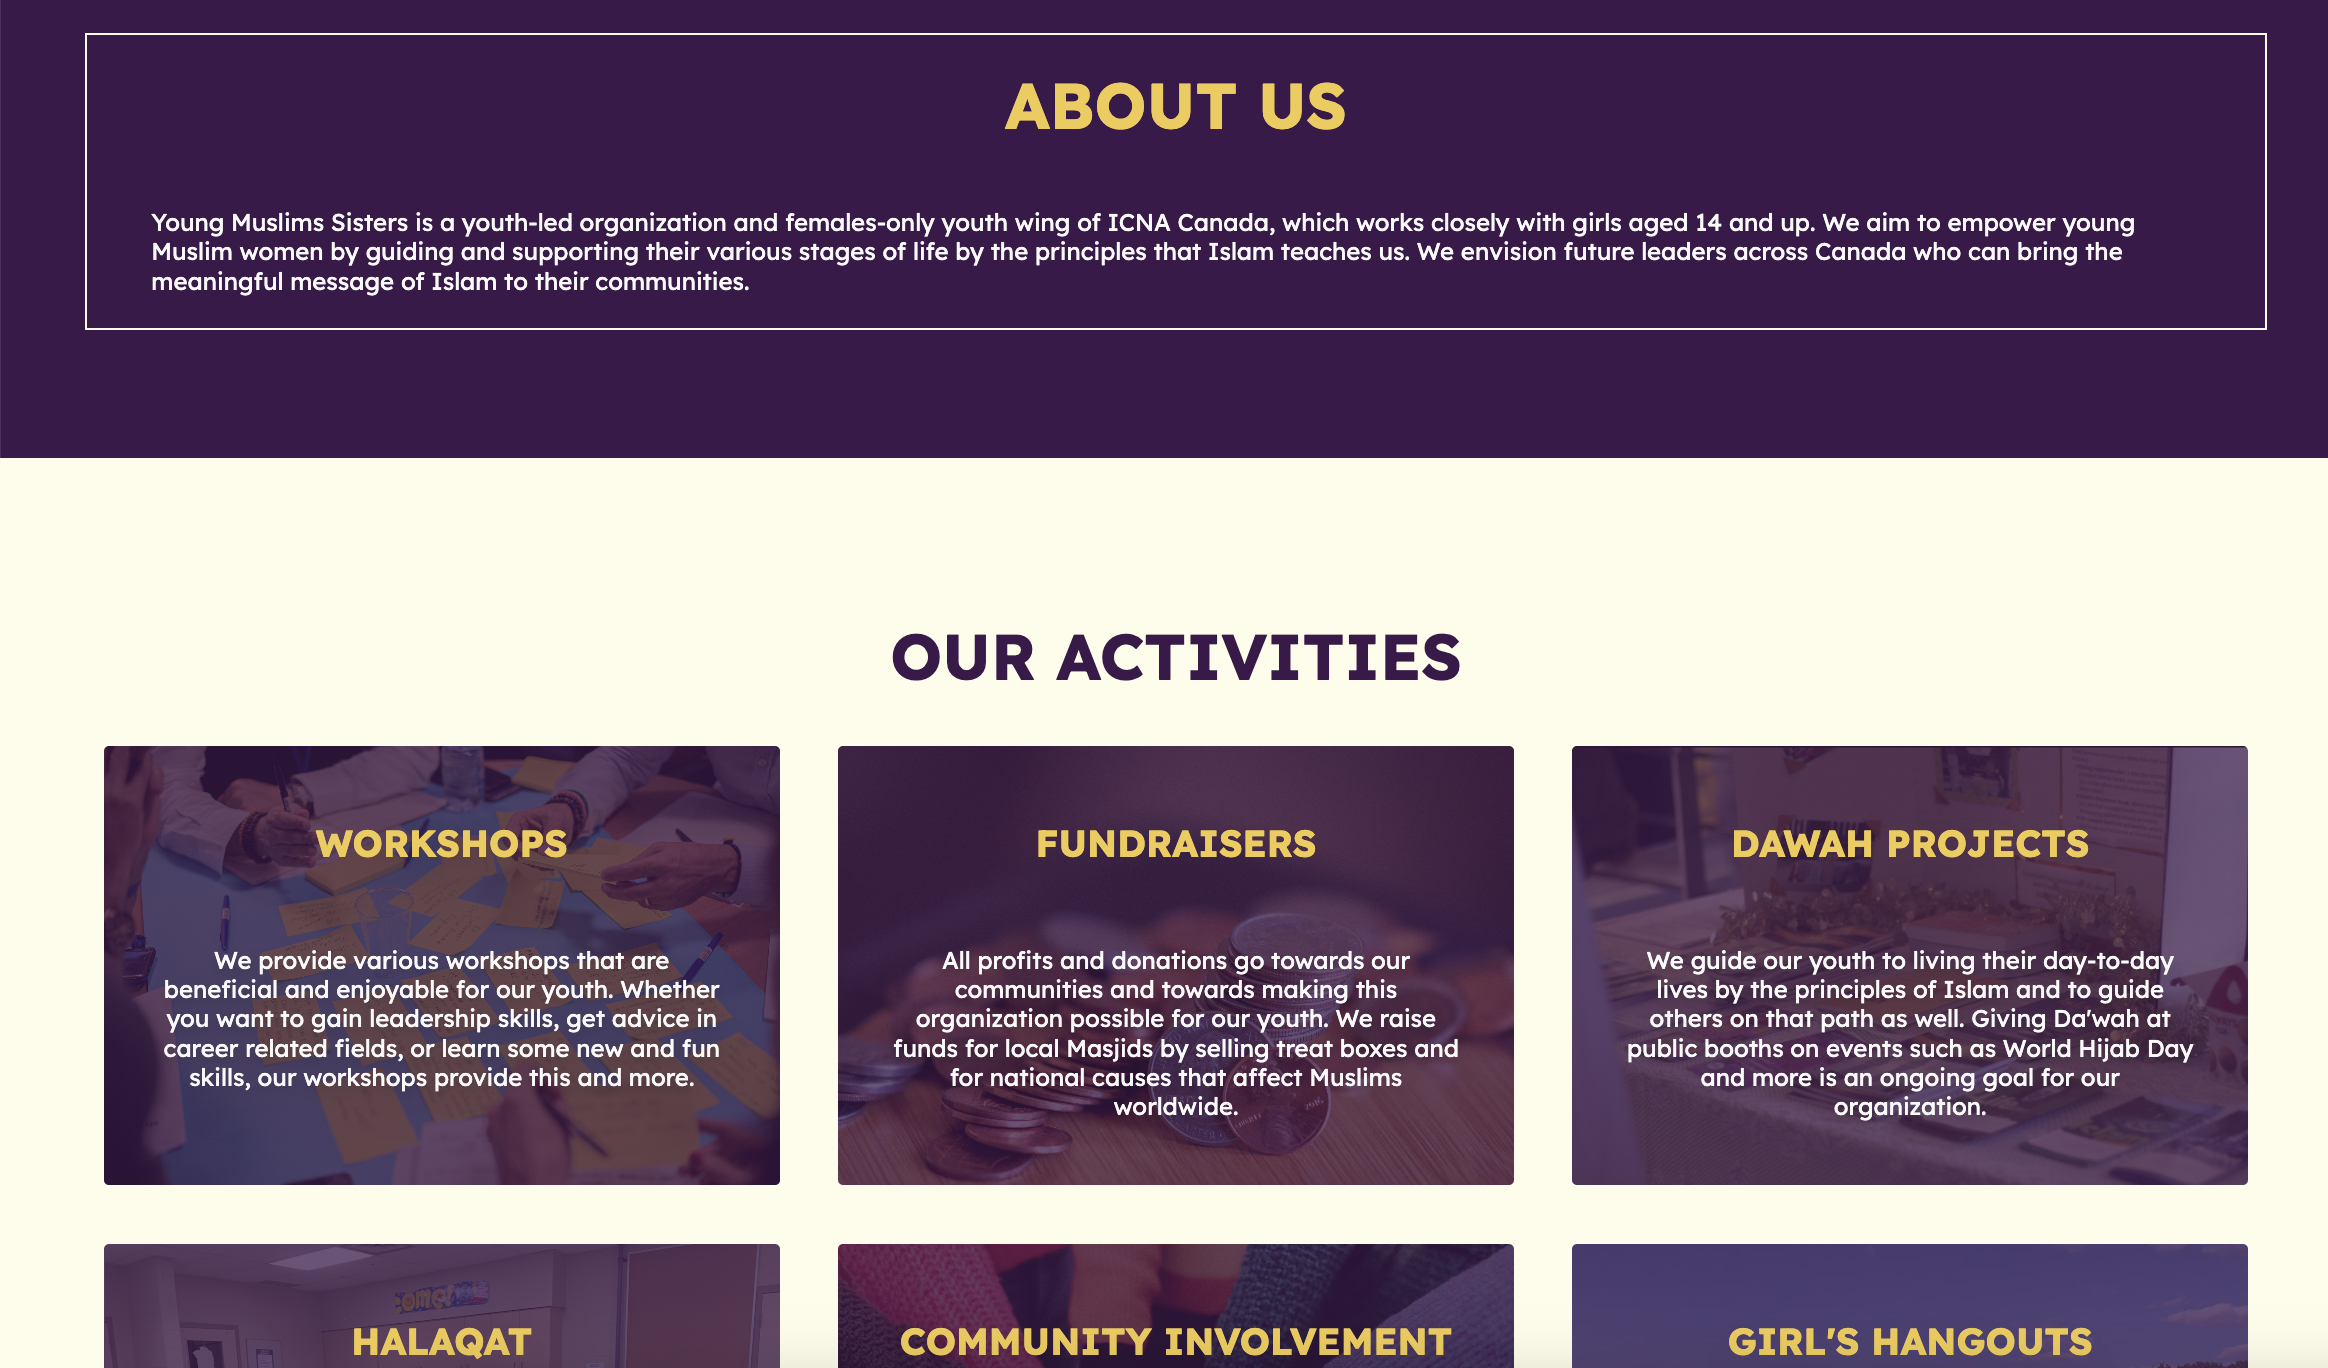 ABOUT US
Young Muslims Sisters is a youth-led organization and females-only youth wing of ICNA Canada, which works closely with girls aged 14 and up. We aim to empower young
Muslim women by guiding and supporting their various stages of life by the principles that Islam teaches us. We envision future leaders across Canada who can bring the
meaningful message of Islam to their communities.
OUR ACTIVITIES
WORKSHOPS
We provide various workshops that are
beneficial and enjoyable for our youth. Whether
you want to gain leadership skills, get advice in
career related fields, or learn some new and fun
skills, our workshops provide this and more.
FUNDRAISERS
All profits and donations go towards our
communities and towards making this
organization possible for our youth. We raise
funds for local Masjids by selling treat boxes and
for national causes that affect Muslims
worldwide.
DAWAH PROJECTS
We guide our youth to living their day-to-day
lives by the principles of Islam and to guide
others on that path as well. Giving Da'wah at
public booths on events such as World Hijab Day
and more is an ongoing goal for our
organization.
HALAQAT
COMMUNITY INVOLVEMENT
GIRL'S HANGOUTS